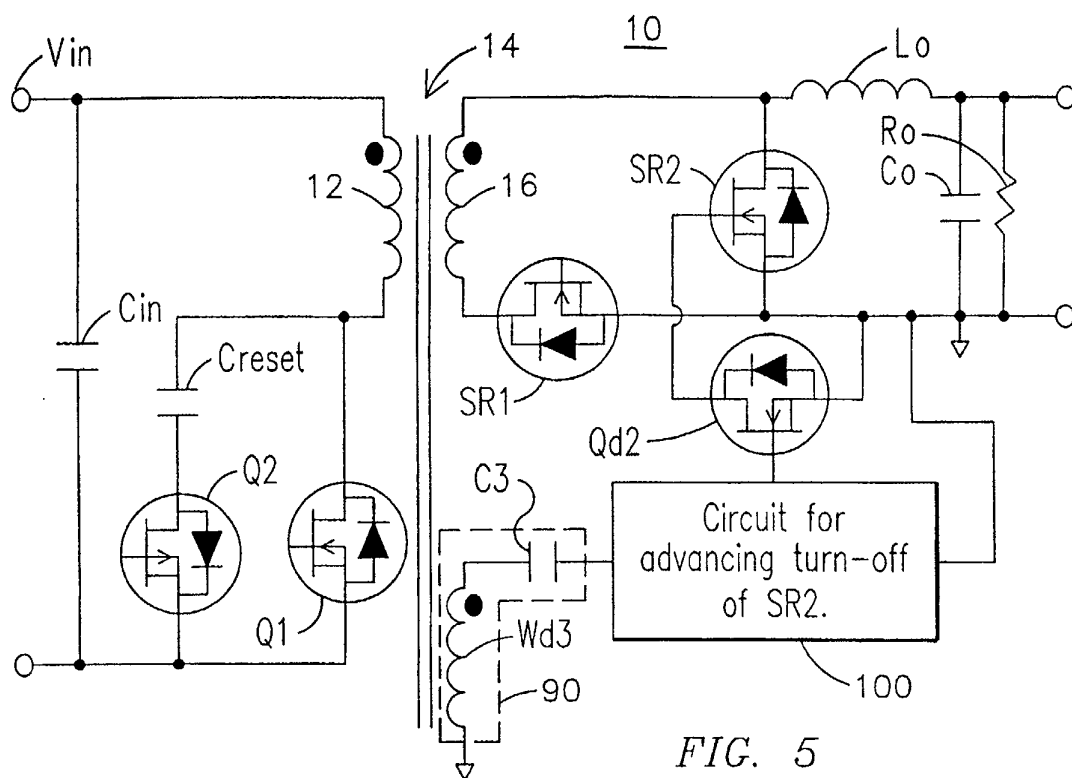 10
Vin
14
Lo
Ro
Co
SR2
12
16
Cin
Creset
SR1
Qd2
Q2
C3
Circuit for
advancing turn-off
of SR2.
Q1
Wd3
90
100
FIG. 5